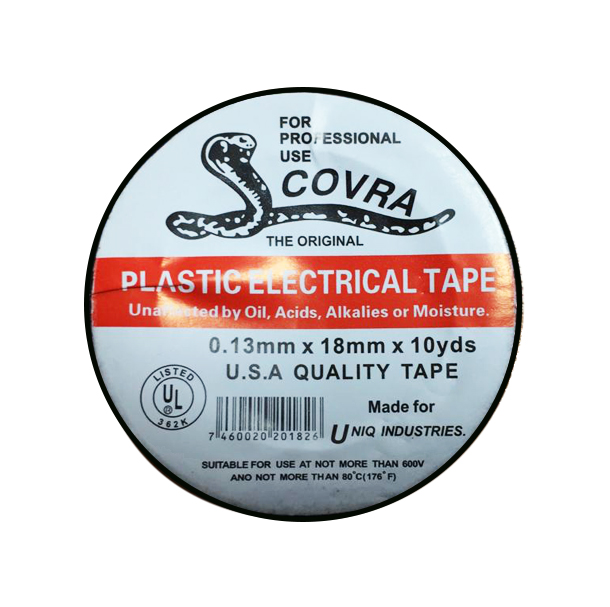 FOR
PROFESSIONAL
USE
COVRA
THE ORIGINAL
PLASTIC ELECTRICAL TAPE
Unaffected by Oil, Acids, Alkalies or Moisture.
0.13mm x 18mm x 10yds
U.S.A QUALITY TAPE
LISTED
UL
®
362K
7 460020 201826
Made for
UNIQ INDUSTRIES.
SUITABLE FOR USE AT NOT MORE THAN 600V
ANO NOT MORE THAN 80°C(176°F)